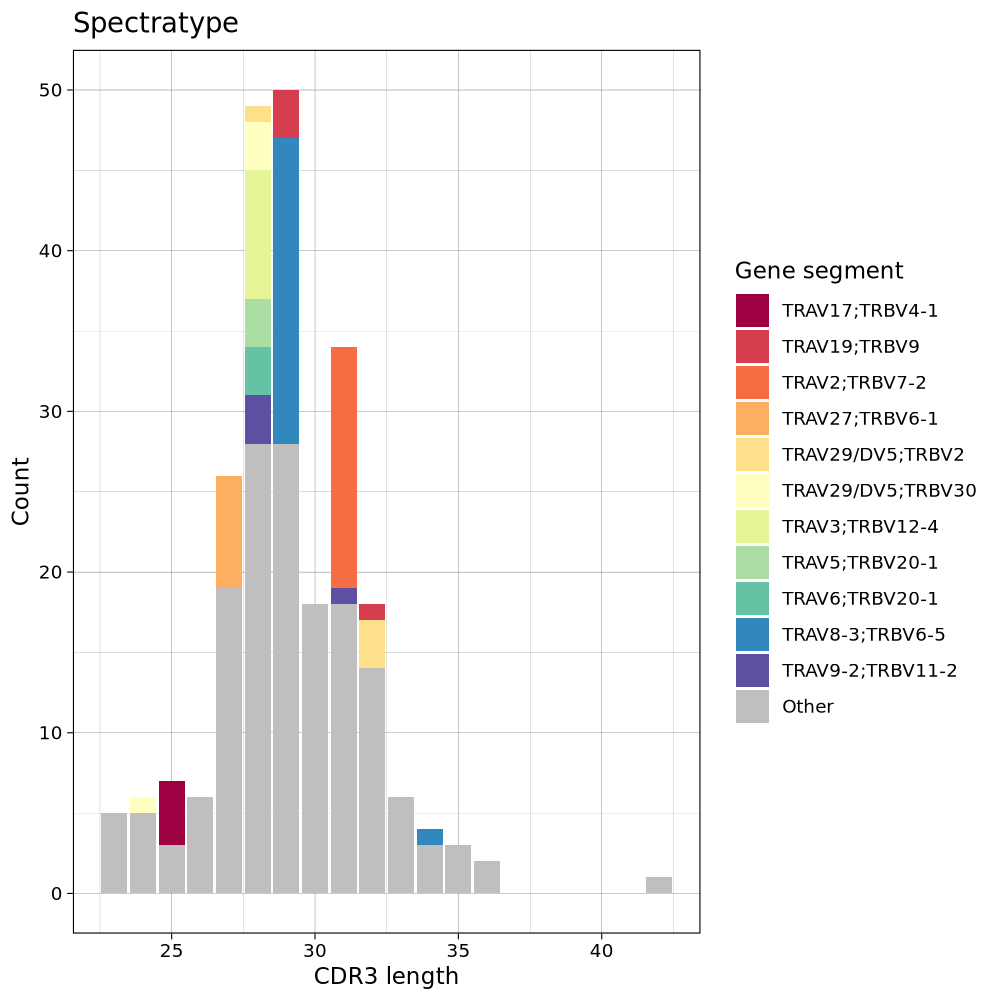 Spectratype
50
40
30
20
10
0
Count
25 30 35 40
CDR3 length
Gene segment
TRAV17;TRBV4-1
TRAV19;TRBV9
TRAV2;TRBV7-2
TRAV27;TRBV6-1
TRAV29/DV5;TRBV2
TRAV29/DV5;TRBV30
TRAV3;TRBV12-4
TRAV5;TRBV20-1
TRAV6;TRBV20-1
TRAV8-3;TRBV6-5
TRAV9-2;TRBV11-2
Other